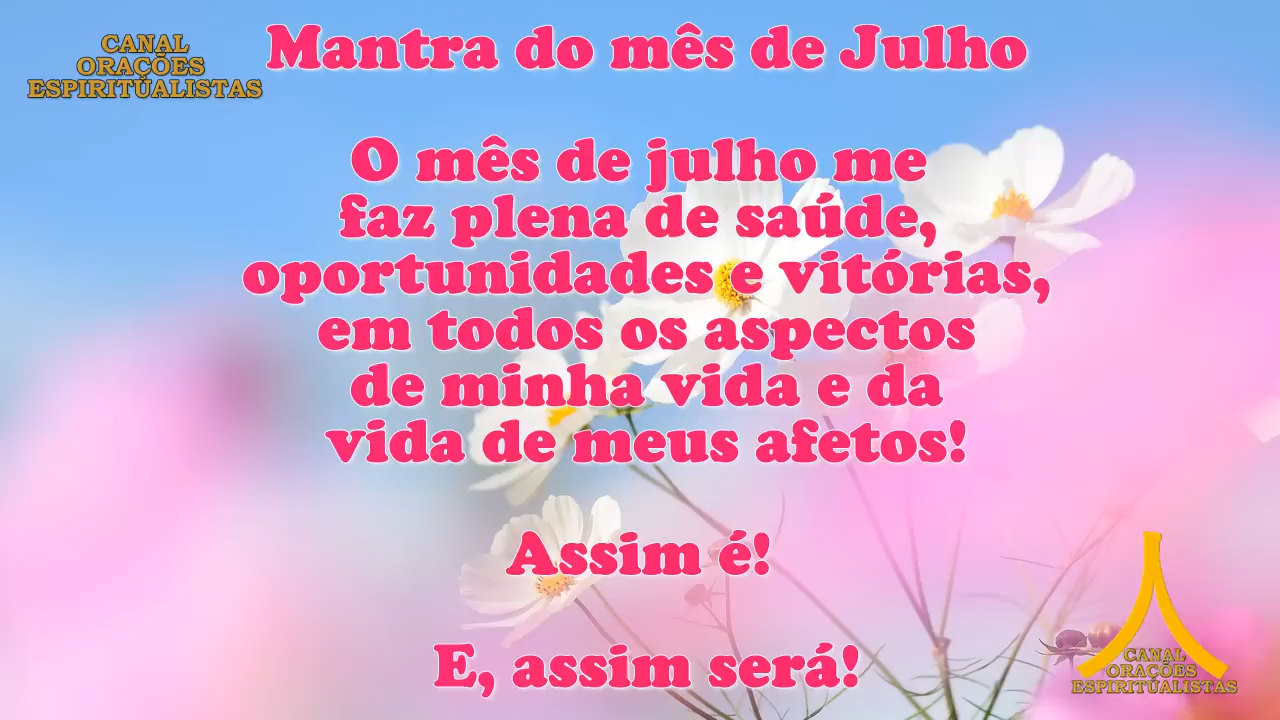 CANAL
ORAÇÕES
ESPIRITUALISTAS
Mantra do mês de Julho
O mês de julho me
faz plena de saúde,
oportunidades e vitórias,
em todos os aspectos
de minha vida e da
vida de meus afetos!
Assim é!
E, assim será!
CANAL
ORAÇÕES
ESPIRITUALISTAS